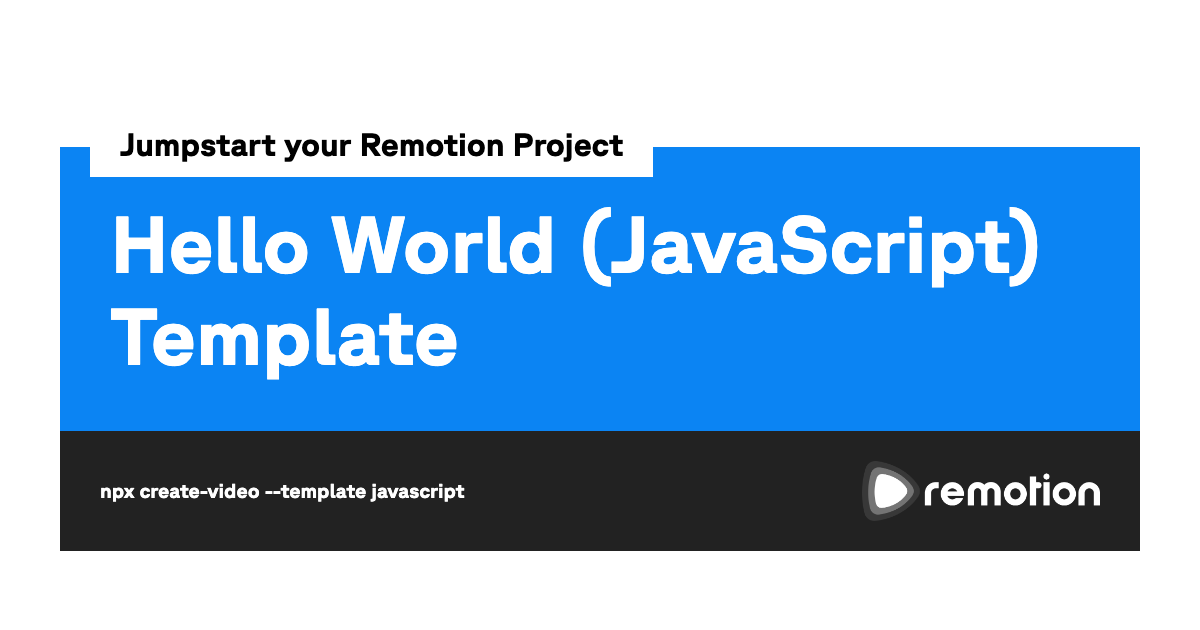 Jumpstart your Remotion Project
Hello World (JavaScript)
Template
npx create-video --template javascript
remotion